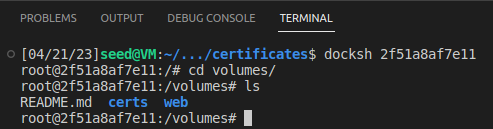 PROBLEMS OUTPUT DEBUG CONSOLE TERMINAL
[04/21/23]seed@VM:~/.../certificates$ docksh 2f51a8af7e11
root@2f51a8af7e11:/# cd volumes/
root@2f51a8af7e11:/volumes# ls
README.md certs web
root@2f51a8af7e11:/volumes#